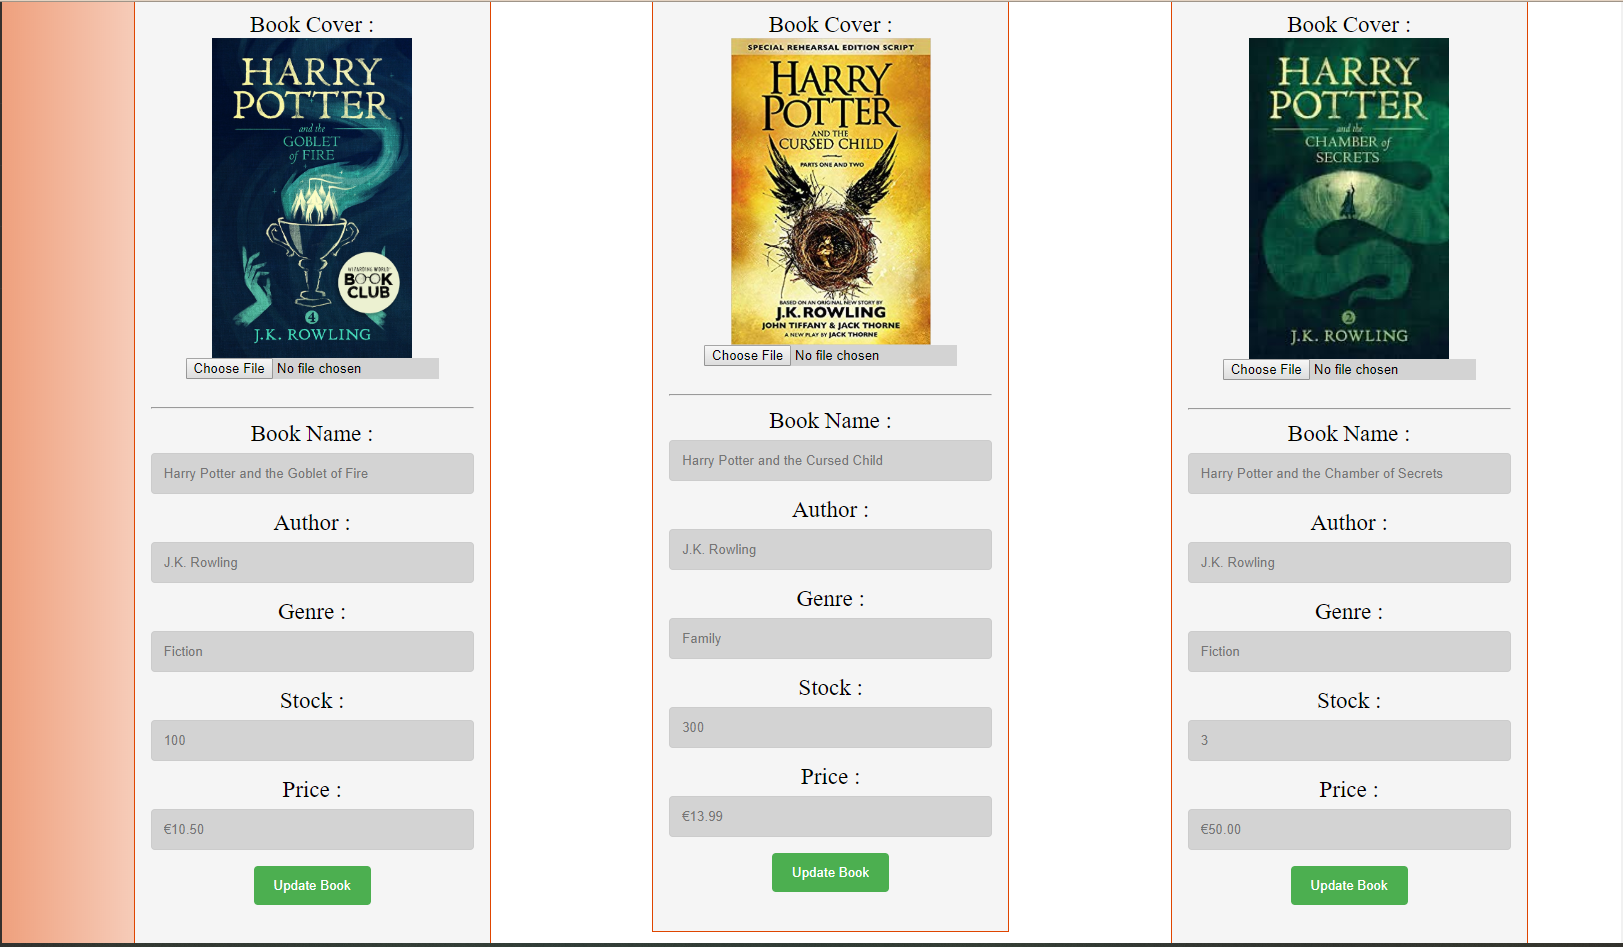 Book Cover :
HARRY
POTTER
and the
GOBLET
of FIRE
WIZARDING WORLD
BOOK
CLUB
4
J.K. ROWLING
Choose File No file chosen
Book Name :
Harry Potter and the Goblet of Fire
Author :
J.K. Rowling
Genre :
Fiction
Stock :
100
Price :
€10.50
Update Book
Book Cover :
SPECIAL REHEARSAL EDITION SCRIPT
HARRY
POTTER
AND THE
CURSED CHILD
PARTS ONE AND TWO
BASED ON AN ORIGINAL NEW STORY BY
J.K. ROWLING
JOHN TIFFANY & JACK THORNE
A NEW PLAY BY JACK THORNE
Choose File No file chosen
Book Name :
Harry Potter and the Cursed Child
Author :
J.K. Rowling
Genre :
Family
Stock :
300
Price :
€13.99
Update Book
Book Cover :
HARRY
POTTER
and the
CHAMBER of
SECRETS
2
J.K. ROWLING
Choose File No file chosen
Book Name :
Harry Potter and the Chamber of Secrets
Author :
J.K. Rowling
Genre :
Fiction
Stock :
3
Price :
€50.00
Update Book